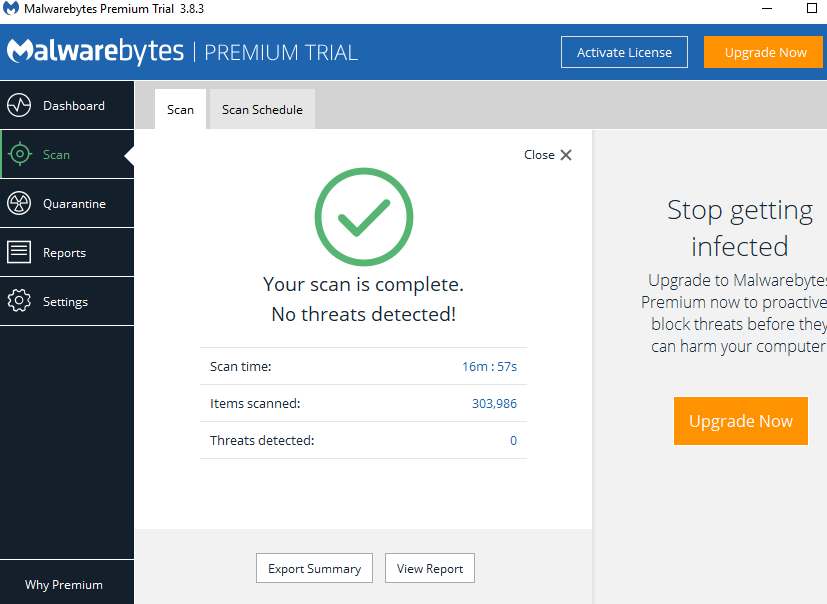 Malwarebytes Premium Trial 3.8.3
Malwarebytes | PREMIUM TRIAL
Activate License
Upgrade Now
Dashboard
Scan
Quarantine
Reports
Settings
Why Premium
Scan
Scan Schedule
Close
Your scan is complete.
No threats detected!
Scan time: 16m : 57s
Items scanned: 303,986
Threats detected: 0
Export Summary
View Report
Stop getting
infected
Upgrade to Malwarebytes
Premium now to proactive
block threats before they
can harm your computer
Upgrade Now